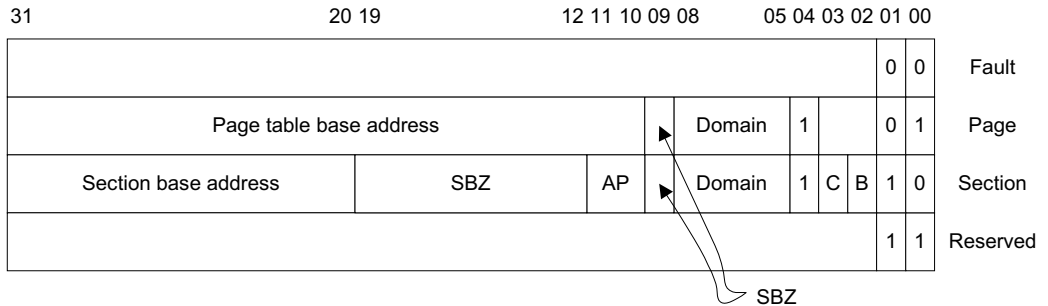 31 20 19 12 11 10 09 08 05 04 03 02 01 00
0 0 Fault
Page table base address Domain 1 0 1 Page
Section base address SBZ AP Domain 1 C B 1 0 Section
1 1 Reserved
SBZ